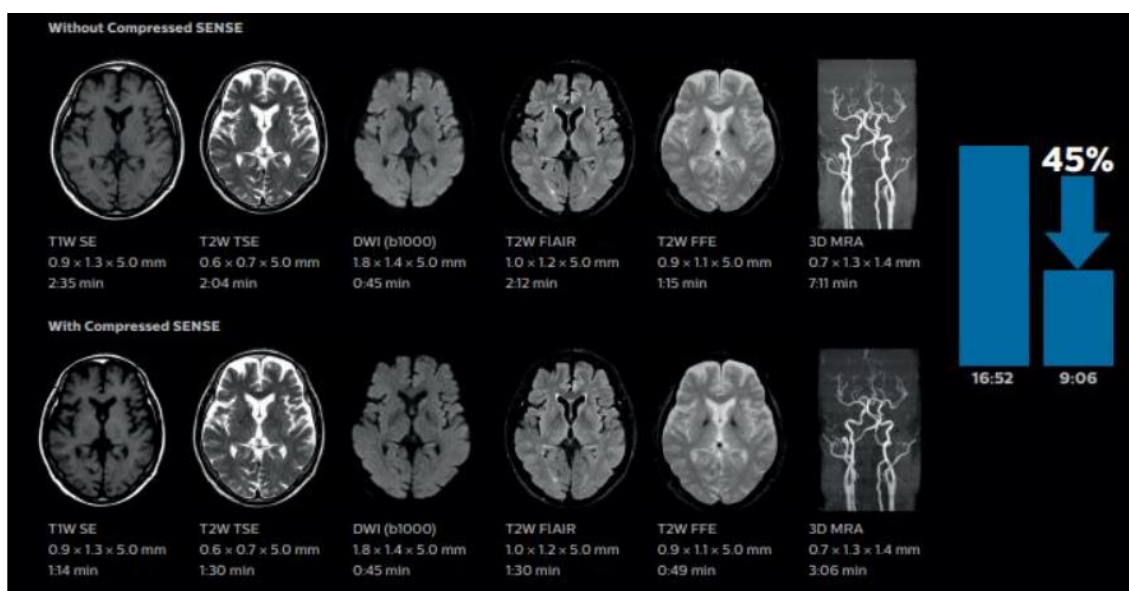 Without Compressed SENSE
T1W SE
0.9 × 1.3 × 5.0 mm
2:35 min
T2W TSE
0.6 × 0.7 × 5.0 mm
2:04 min
DWI (b1000)
1.8 × 1.4 × 5.0 mm
0:45 min
T2W FlAIR
1.0 × 1.2 × 5.0 mm
2:12 min
T2W FFE
0.9 × 1.1 × 5.0 mm
1:15 min
3D MRA
0.7 × 1.3 × 1.4 mm
7:11 min
With Compressed SENSE
T1W SE
0.9 × 1.3 × 5.0 mm
1:14 min
T2W TSE
0.6 × 0.7 × 5.0 mm
1:30 min
DWI (b1000)
1.8 × 1.4 × 5.0 mm
0:45 min
T2W FlAIR
1.0 × 1.2 × 5.0 mm
1:30 min
T2W FFE
0.9 × 1.1 × 5.0 mm
0:49 min
3D MRA
0.7 × 1.3 × 1.4 mm
3:06 min
45%
16:52
9:06